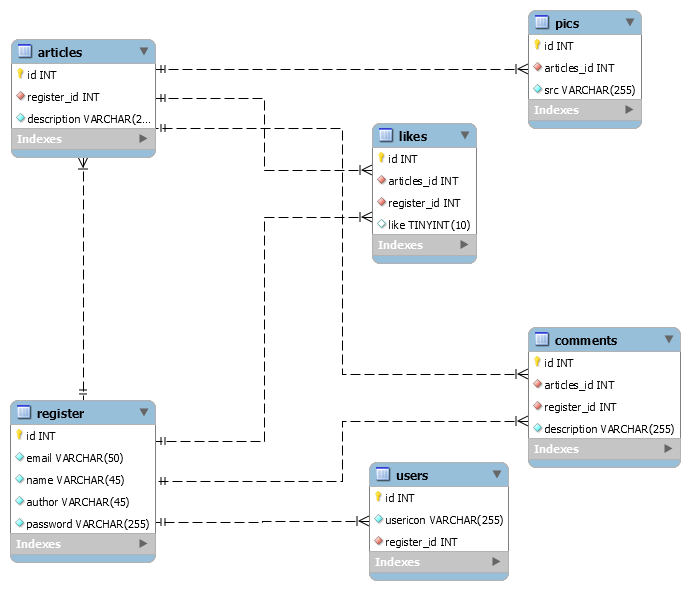 articles
id INT
register_id INT
description VARCHAR(2...
Indexes
pics
id INT
articles_id INT
src VARCHAR(255)
Indexes
likes
id INT
articles_id INT
register_id INT
like TINYINT(10)
Indexes
comments
id INT
articles_id INT
register_id INT
description VARCHAR(255)
Indexes
register
id INT
email VARCHAR(50)
name VARCHAR(45)
author VARCHAR(45)
password VARCHAR(255)
Indexes
users
id INT
usericon VARCHAR(255)
register_id INT
Indexes